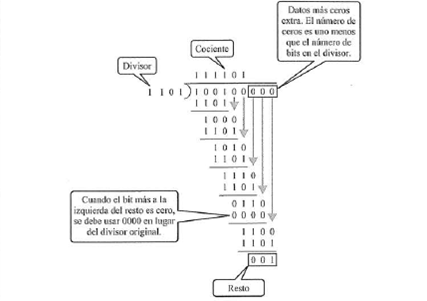 Datos más ceros
extra. El número de
ceros es uno menos
que el número de
bits en el divisor.
Cociente
Divisor
1 1 1 1 0 1
1 1 0 1 ) 1 0 0 1 0 0 0 0 0
1 1 0 1
1 0 0 0
1 1 0 1
1 0 1 0
1 1 0 1
1 1 1 0
1 1 0 1
0 1 1 0
0 0 0 0
1 1 0 0
1 1 0 1
0 0 1
Cuando el bit más a la
izquierda del resto es cero,
se debe usar 0000 en lugar
del divisor original.
Resto